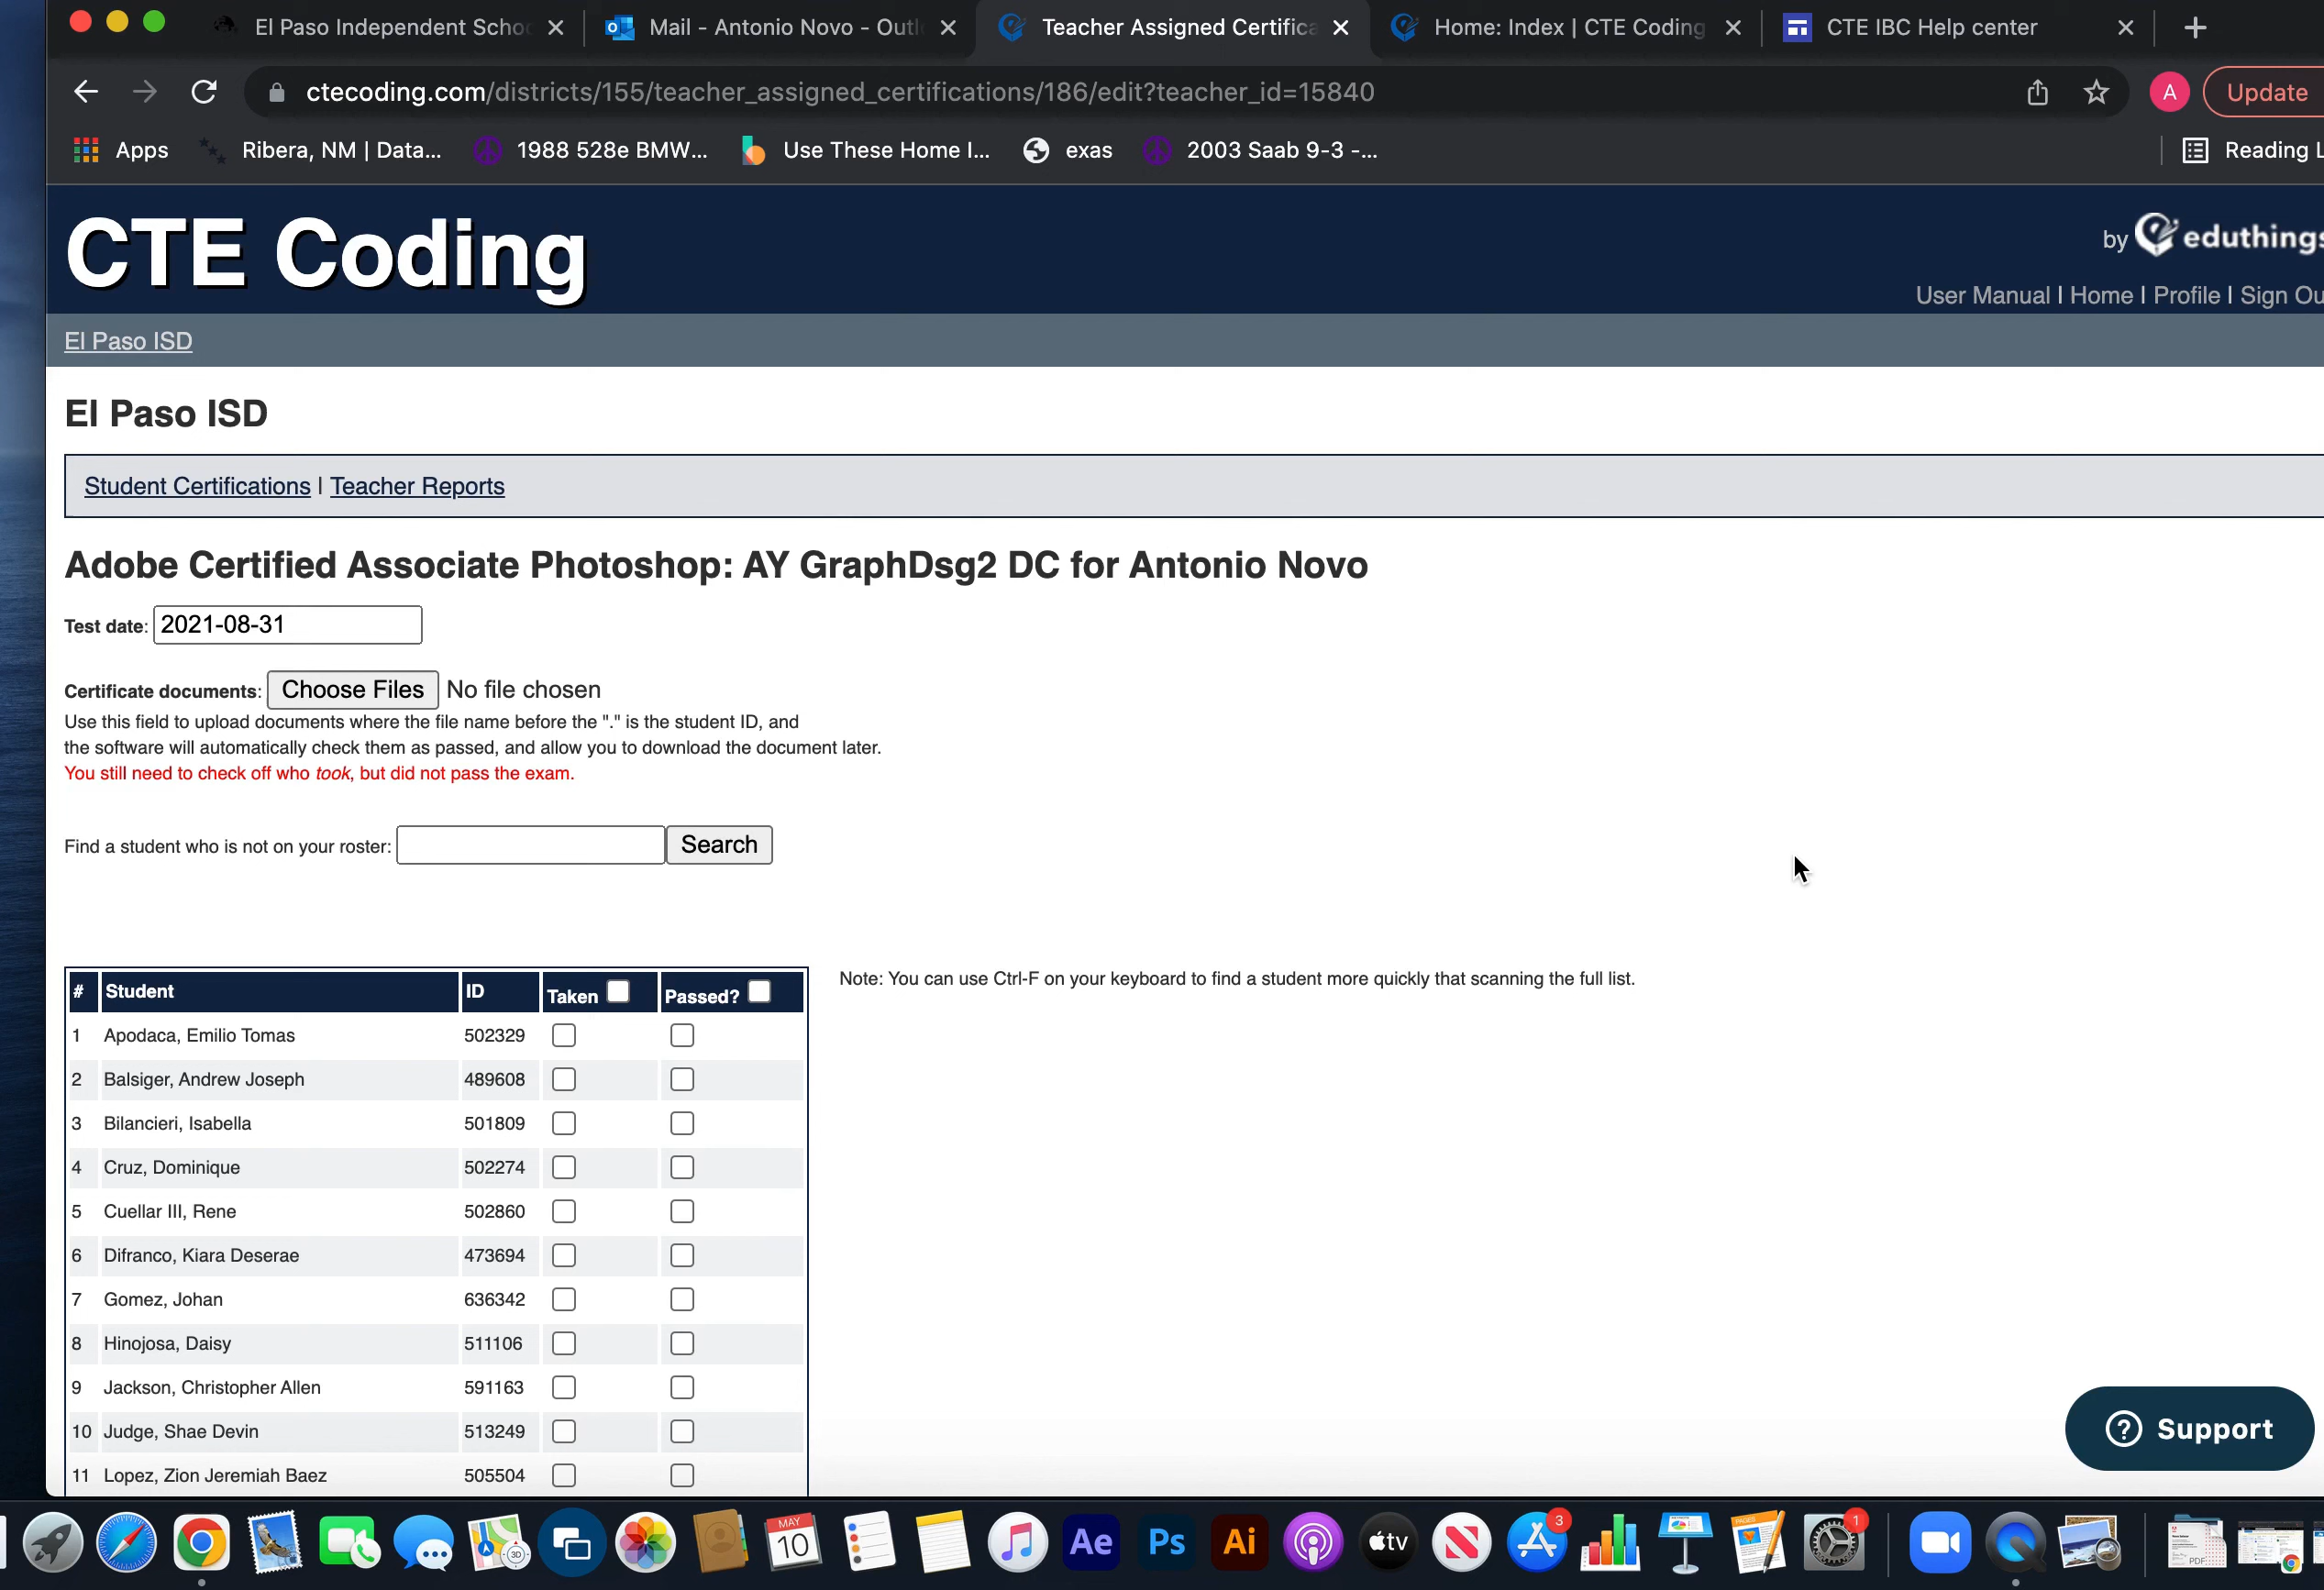 El Paso Independent Schoo
Mail - Antonio Novo - Outl
Teacher Assigned Certifica
Home: Index | CTE Coding
CTE IBC Help center
ctecoding.com/districts/155/teacher_assigned_certifications/186/edit?teacher_id=15840
A
Update
Apps
Ribera, NM | Data...
1988 528e BMW...
Use These Home I...
exas
2003 Saab 9-3 -...
Reading L
CTE Coding
by eduthings
User Manual | Home | Profile | Sign Ou
El Paso ISD
El Paso ISD
Student Certifications | Teacher Reports
Adobe Certified Associate Photoshop: AY GraphDsg2 DC for Antonio Novo
Test date: 2021-08-31
Certificate documents: Choose Files No file chosen
Use this field to upload documents where the file name before the "." is the student ID, and
the software will automatically check them as passed, and allow you to download the document later.
You still need to check off who took, but did not pass the exam.
Find a student who is not on your roster: Search
Note: You can use Ctrl-F on your keyboard to find a student more quickly that scanning the full list.
# Student ID Taken Passed?
1 Apodaca, Emilio Tomas 502329
2 Balsiger, Andrew Joseph 489608
3 Bilancieri, Isabella 501809
4 Cruz, Dominique 502274
5 Cuellar III, Rene 502860
6 Difranco, Kiara Deserae 473694
7 Gomez, Johan 636342
8 Hinojosa, Daisy 511106
9 Jackson, Christopher Allen 591163
10 Judge, Shae Devin 513249
11 Lopez, Zion Jeremiah Baez 505504
Support
MAY
10
3D
Ae
Ps
Ai
tv
3
PAGES
1
PDF